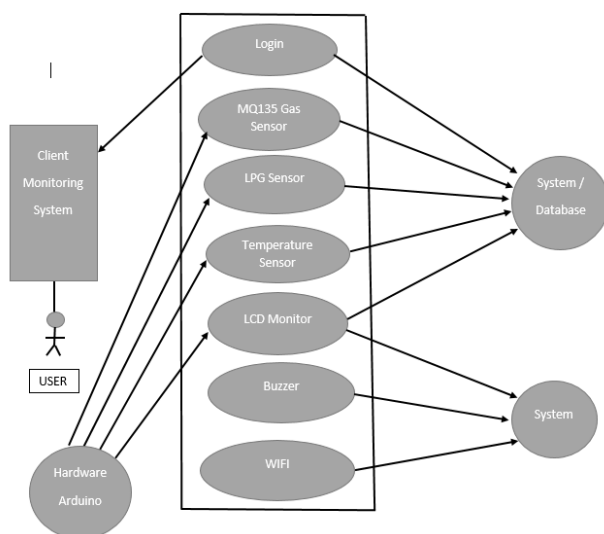 Login
MQ135 Gas
Sensor
Client
Monitoring
System
LPG Sensor
System /
Database
Temperature
Sensor
LCD Monitor
USER
Buzzer
System
WIFI
Hardware
Arduino